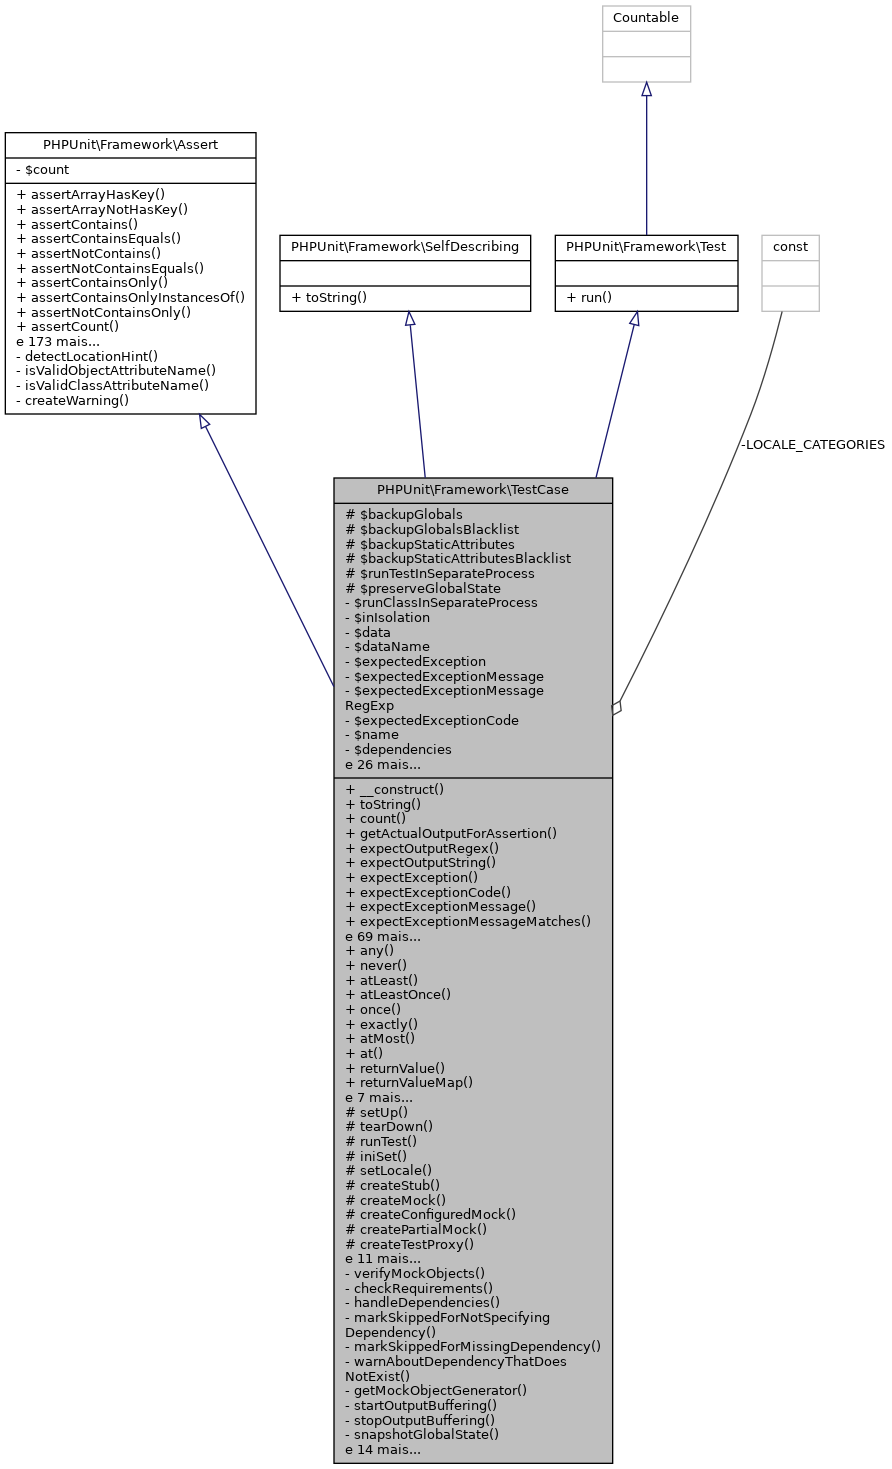 Countable
PHPUnit\Framework\Assert
- $count
+ assertArrayHasKey()
+ assertArrayNotHasKey()
+ assertContains()
+ assertContainsEquals()
+ assertNotContains()
+ assertNotContainsEquals()
+ assertContainsOnly()
+ assertContainsOnlyInstancesOf()
+ assertNotContainsOnly()
+ assertCount()
e 173 mais...
- detectLocationHint()
- isValidObjectAttributeName()
- isValidClassAttributeName()
- createWarning()
PHPUnit\Framework\SelfDescribing
+ toString()
PHPUnit\Framework\Test
+ run()
const
-LOCALE_CATEGORIES
PHPUnit\Framework\TestCase
# $backupGlobals
# $backupGlobalsBlacklist
# $backupStaticAttributes
# $backupStaticAttributesBlacklist
# $runTestInSeparateProcess
# $preserveGlobalState
- $runClassInSeparateProcess
- $inIsolation
- $data
- $dataName
- $expectedException
- $expectedExceptionMessage
- $expectedExceptionMessage
RegExp
- $expectedExceptionCode
- $name
- $dependencies
e 26 mais...
+ __construct()
+ toString()
+ count()
+ getActualOutputForAssertion()
+ expectOutputRegex()
+ expectOutputString()
+ expectException()
+ expectExceptionCode()
+ expectExceptionMessage()
+ expectExceptionMessageMatches()
e 69 mais...
+ any()
+ never()
+ atLeast()
+ atLeastOnce()
+ once()
+ exactly()
+ atMost()
+ at()
+ returnValue()
+ returnValueMap()
e 7 mais...
# setUp()
# tearDown()
# runTest()
# iniSet()
# setLocale()
# createStub()
# createMock()
# createConfiguredMock()
# createPartialMock()
# createTestProxy()
e 11 mais...
- verifyMockObjects()
- checkRequirements()
- handleDependencies()
- markSkippedForNotSpecifying
Dependency()
- markSkippedForMissingDependency()
- warnAboutDependencyThatDoes
NotExist()
- getMockObjectGenerator()
- startOutputBuffering()
- stopOutputBuffering()
- snapshotGlobalState()
e 14 mais...